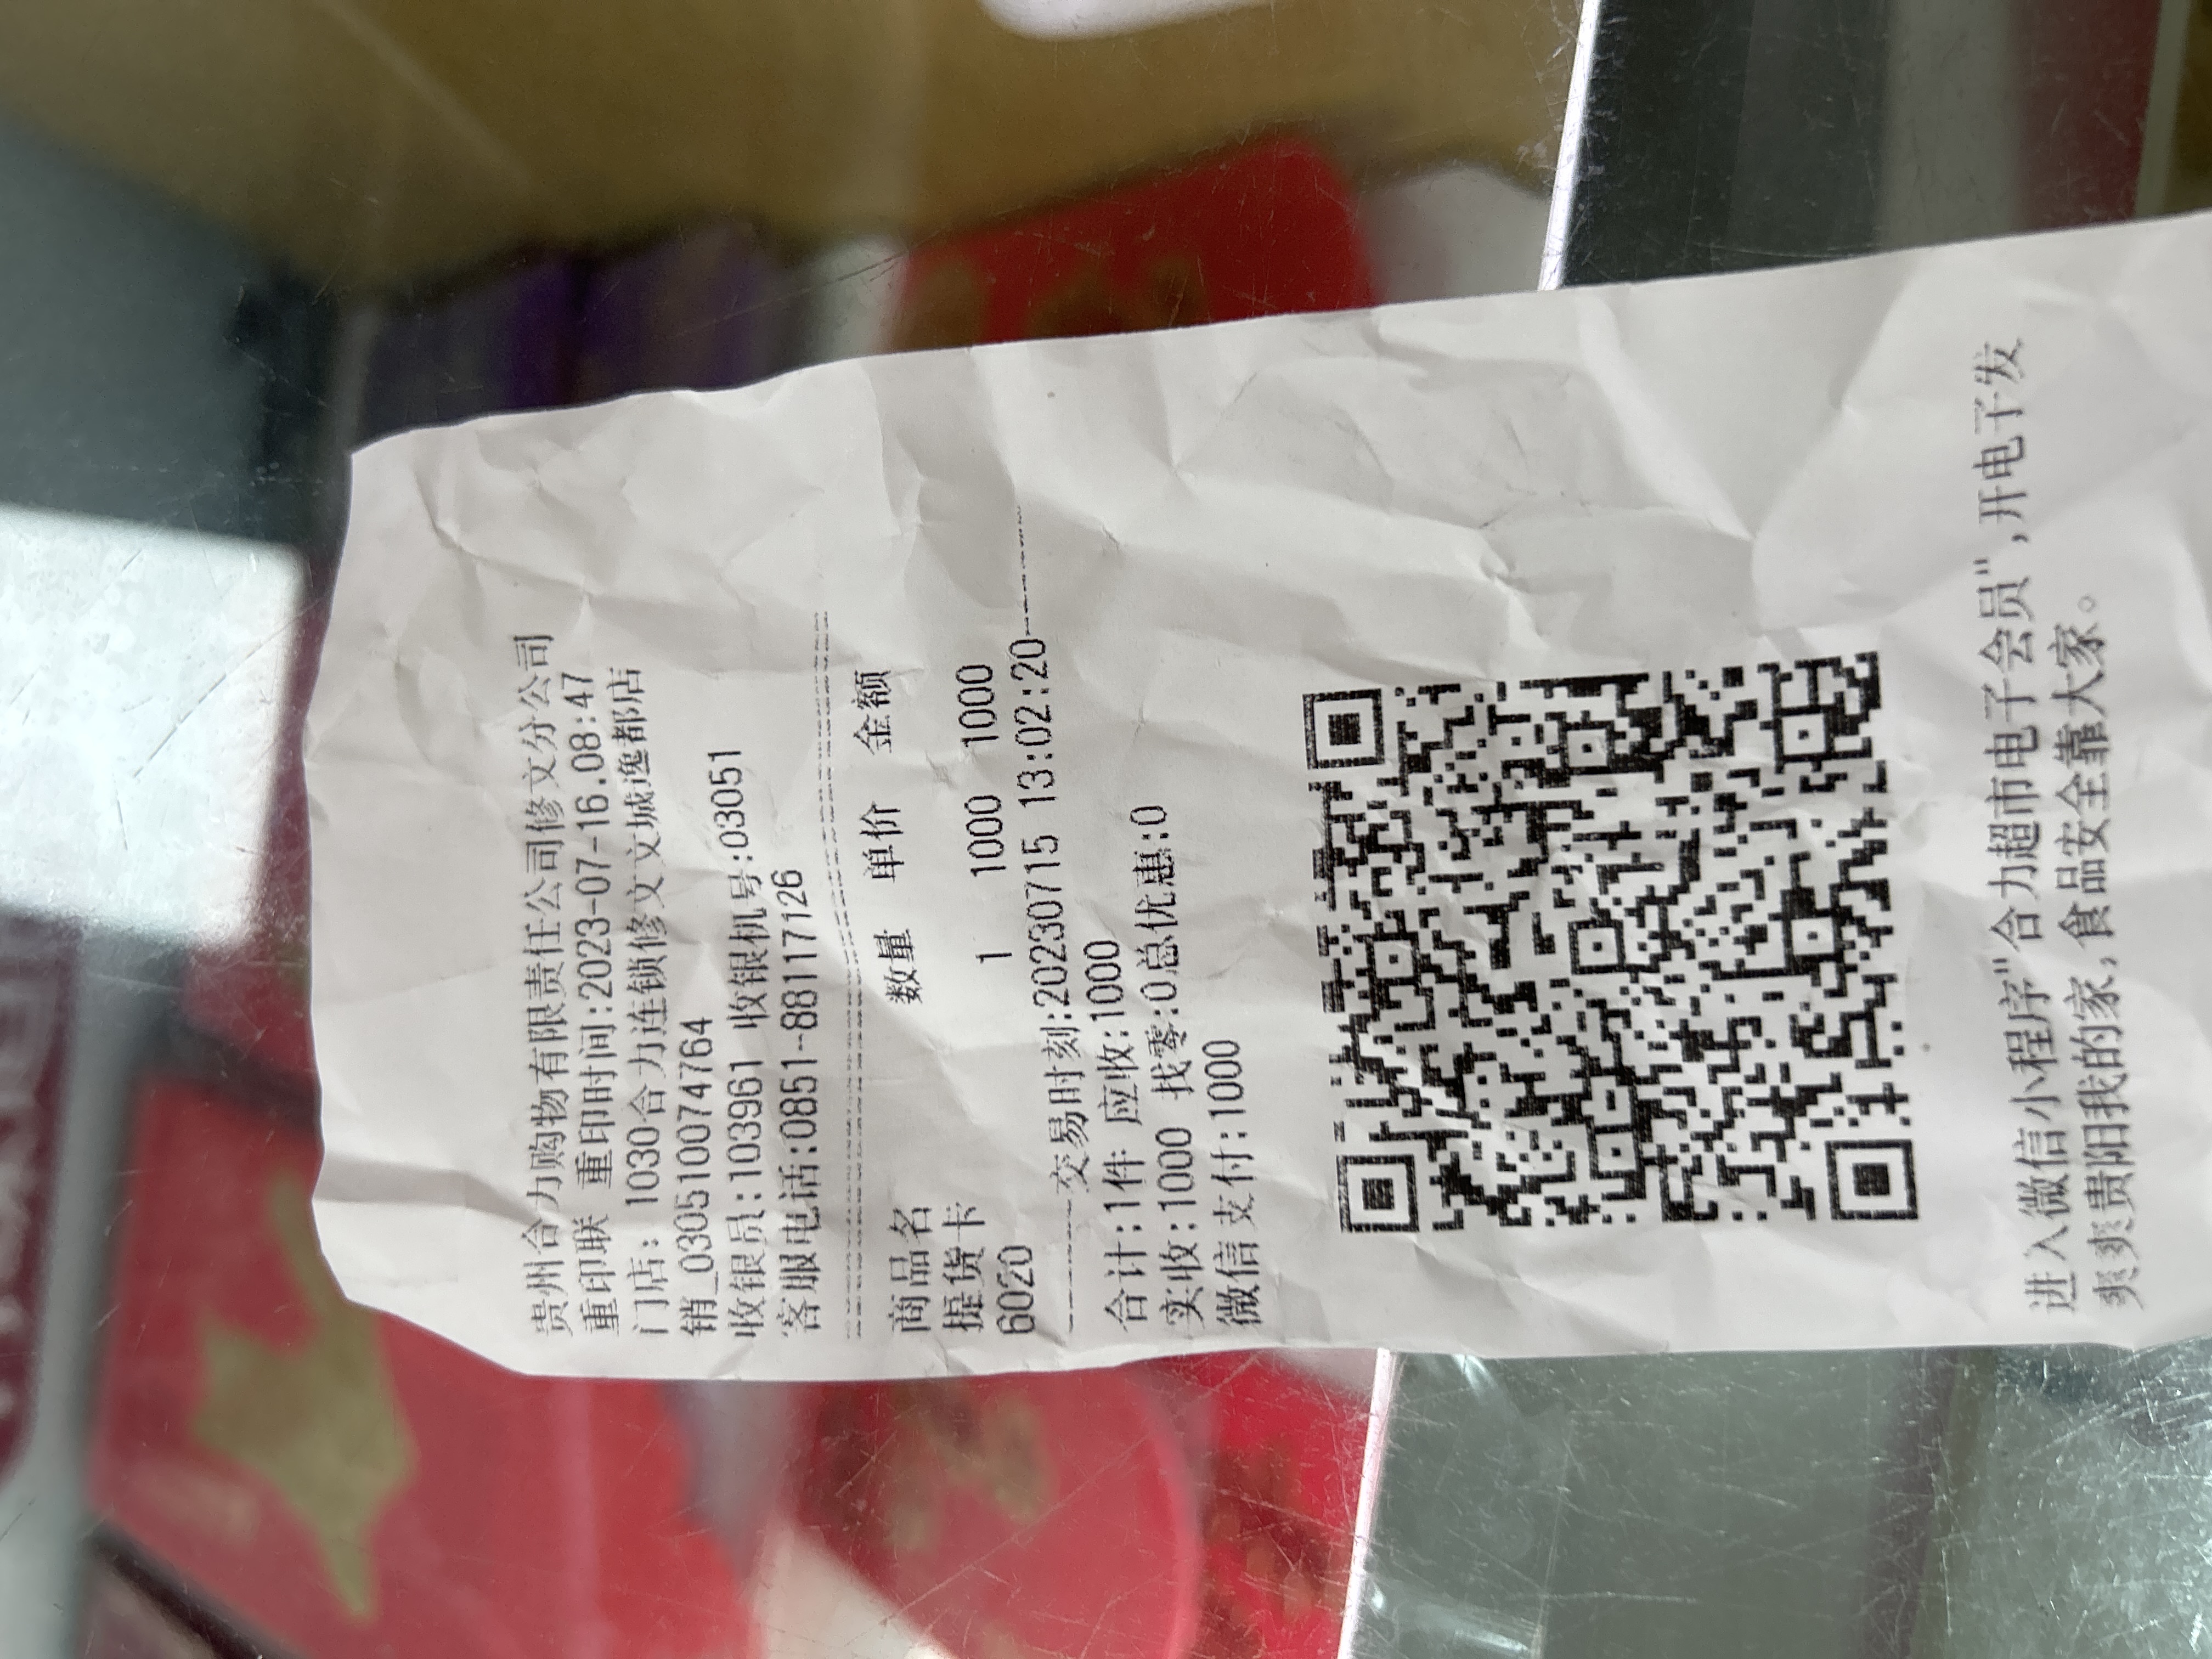 贵州合力购物有限责任公司修文分公司
重印联 重印时间:2023-07-16.08:47
门店: 1030合力连锁修文文城逸都店
销_0305100747​64
收银员:103961 收银机号:03051
客服电话:0851-88117126
商品名 数量 单价 金额
提货卡 1 1000 1000
6020
交易时刻:20230715 13:02:20
合计:1件 应收:1000
实收:1000 找零:0总优惠:0
微信支付:1000
进入微信小程序"合力超市电子会员",开电子发
爽爽贵阳我的家,食品安全靠大家。